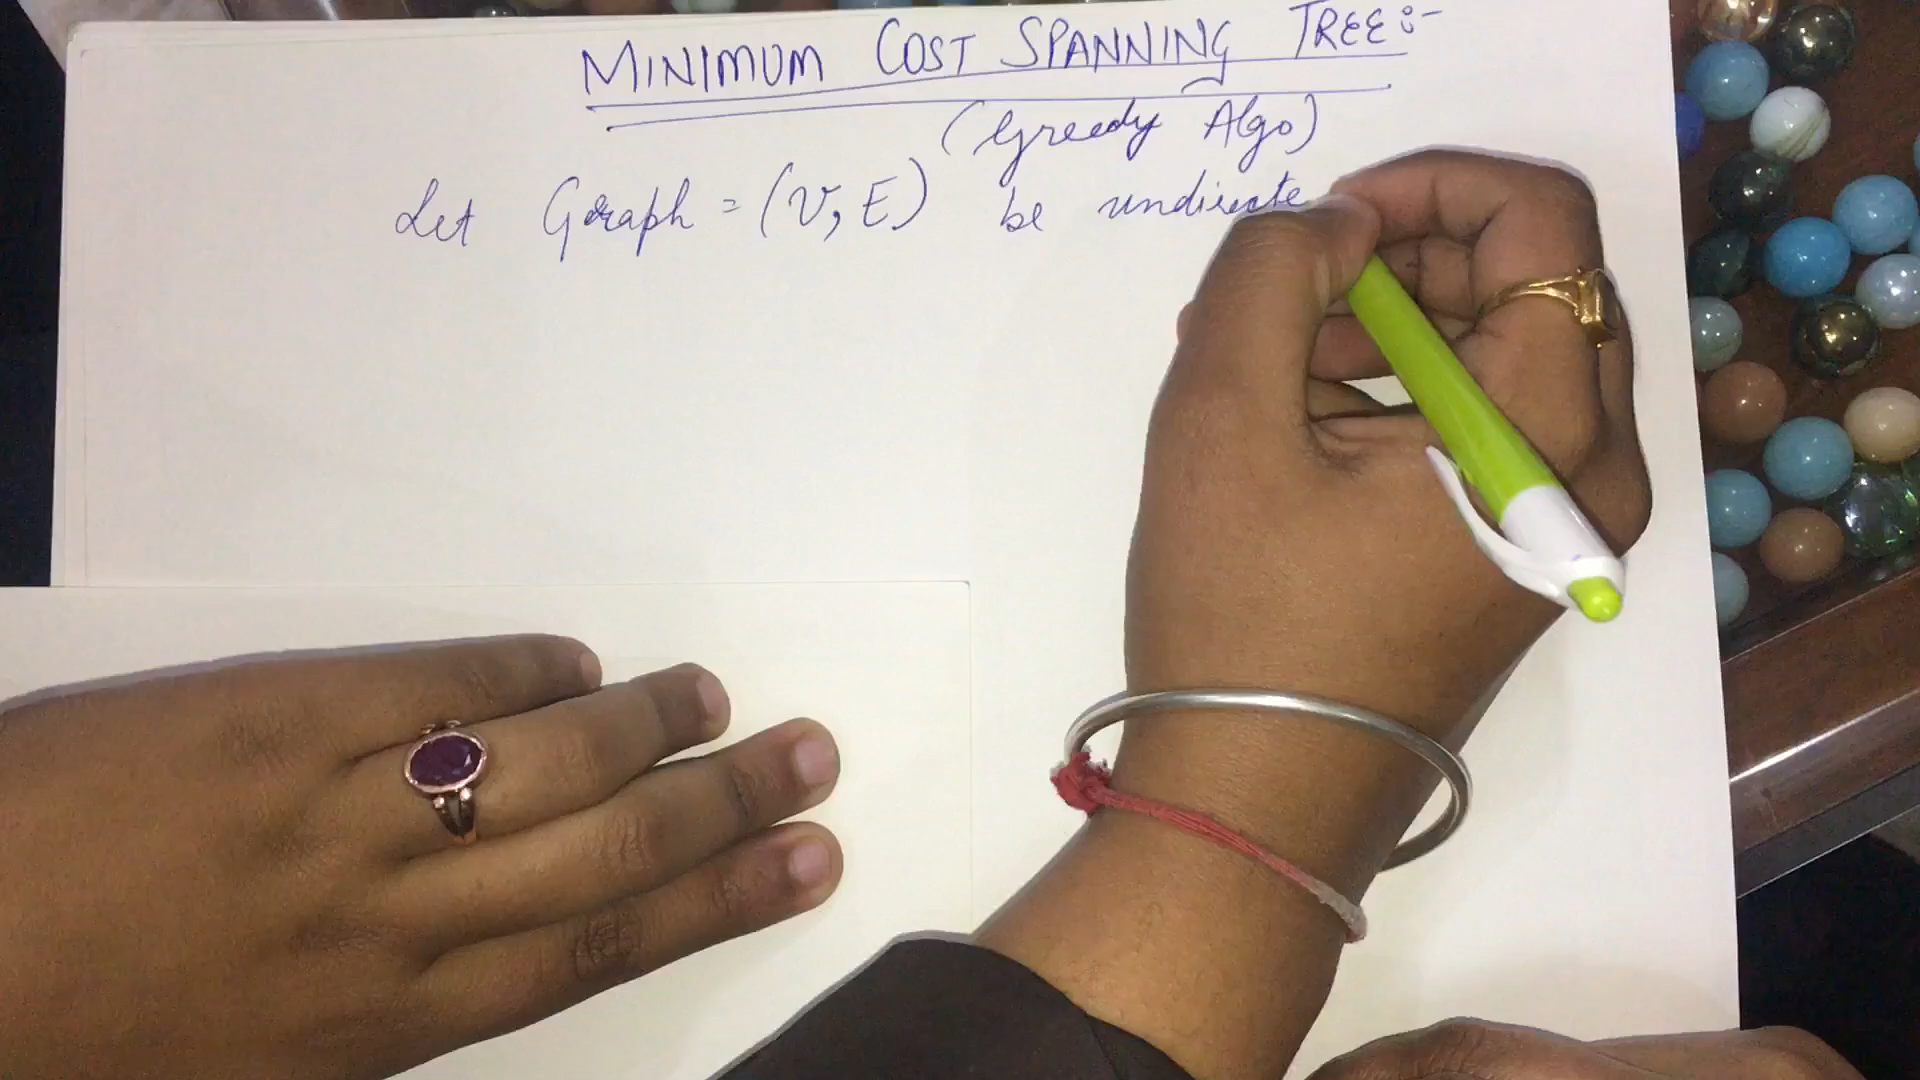 MINIMUM COST SPANNING TREE:-
(Greedy Algo)
Let Graph = (V, E) be undirecte